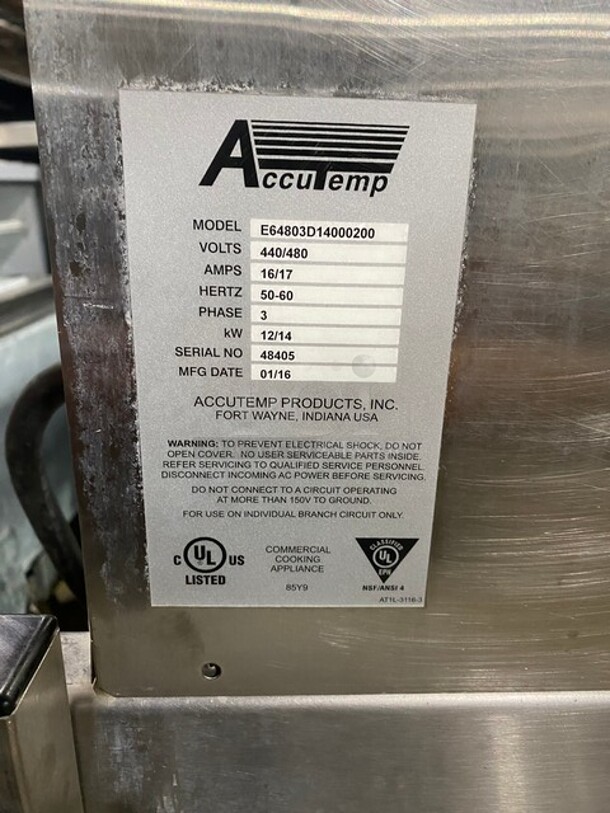 AccuTemp
MODEL E64803D14000200
VOLTS 440/480
AMPS 16/17
HERTZ 50-60
PHASE 3
kW 12/14
SERIAL NO 48405
MFG DATE 01/16
ACCUTEMP PRODUCTS, INC.
FORT WAYNE, INDIANA USA
WARNING: TO PREVENT ELECTRICAL SHOCK, DO NOT
OPEN COVER. NO USER SERVICEABLE PARTS INSIDE.
REFER SERVICING TO QUALIFIED SERVICE PERSONNEL.
DISCONNECT INCOMING AC POWER BEFORE SERVICING.
DO NOT CONNECT TO A CIRCUIT OPERATING
AT MORE THAN 150V TO GROUND.
FOR USE ON INDIVIDUAL BRANCH CIRCUIT ONLY.
C UL US
LISTED
COMMERCIAL
COOKING
APPLIANCE
85Y9
CLASSIFIED
UL
EPH
NSF/ANSI 4
AT1L-3116-3